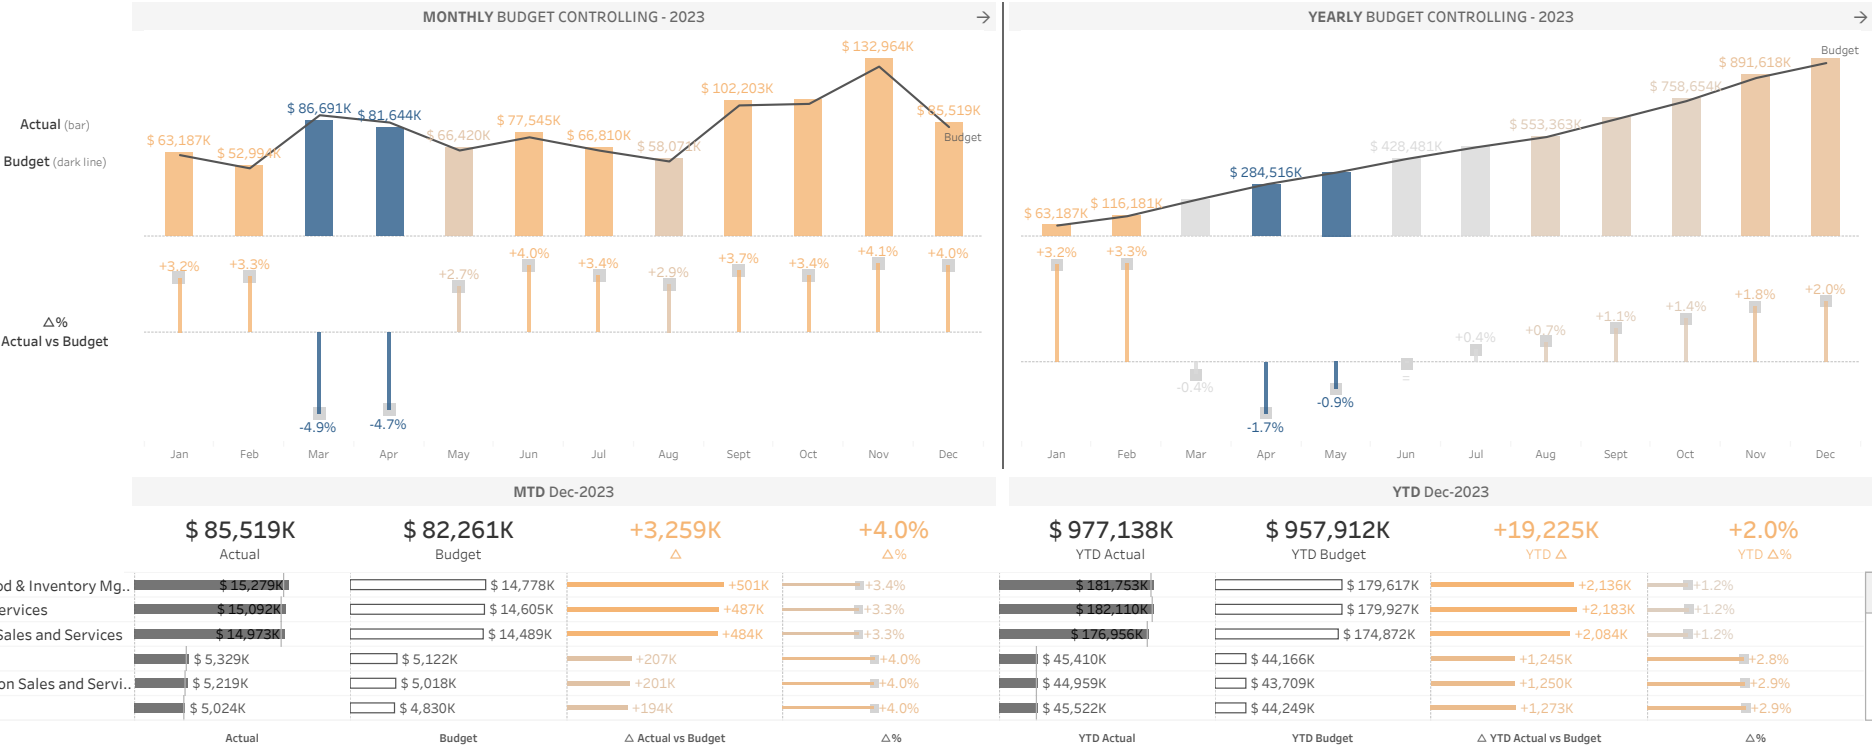 MONTHLY BUDGET CONTROLLING - 2023 →
YEARLY BUDGET CONTROLLING - 2023 →
Actual (bar)
Budget (dark line)
$ 63,187K $ 52,994K $ 86,691K $ 81,644K $ 66,420K $ 77,545K $ 66,810K $ 58,071K $ 102,203K $ 132,964K $ 85,519K
Budget
$ 63,187K $ 116,181K $ 284,516K $ 428,481K $ 553,363K $ 758,654K $ 891,618K
Budget
△%
Actual vs Budget
+3.2% +3.3% -4.9% -4.7% +2.7% +4.0% +3.4% +2.9% +3.7% +3.4% +4.1% +4.0%
+3.2% +3.3% -0.4% -1.7% -0.9% = +0.4% +0.7% +1.1% +1.4% +1.8% +2.0%
Jan Feb Mar Apr May Jun Jul Aug Sept Oct Nov Dec
Jan Feb Mar Apr May Jun Jul Aug Sept Oct Nov Dec
MTD Dec-2023
YTD Dec-2023
$ 85,519K $ 82,261K +3,259K +4.0% $ 977,138K $ 957,912K +19,225K +2.0%
Actual Budget △ △% YTD Actual YTD Budget YTD △ YTD △%
d & Inventory Mg.. $ 15,279K $ 14,778K +501K +3.4% $ 181,753K $ 179,617K +2,136K +1.2%
ervices $ 15,092K $ 14,605K +487K +3.3% $ 182,110K $ 179,927K +2,183K +1.2%
Sales and Services $ 14,973K $ 14,489K +484K +3.3% $ 176,956K $ 174,872K +2,084K +1.2%
$ 5,329K $ 5,122K +207K +4.0% $ 45,410K $ 44,166K +1,245K +2.8%
on Sales and Servi.. $ 5,219K $ 5,018K +201K +4.0% $ 44,959K $ 43,709K +1,250K +2.9%
$ 5,024K $ 4,830K +194K +4.0% $ 45,522K $ 44,249K +1,273K +2.9%
Actual Budget △ Actual vs Budget △% YTD Actual YTD Budget △ YTD Actual vs Budget △%